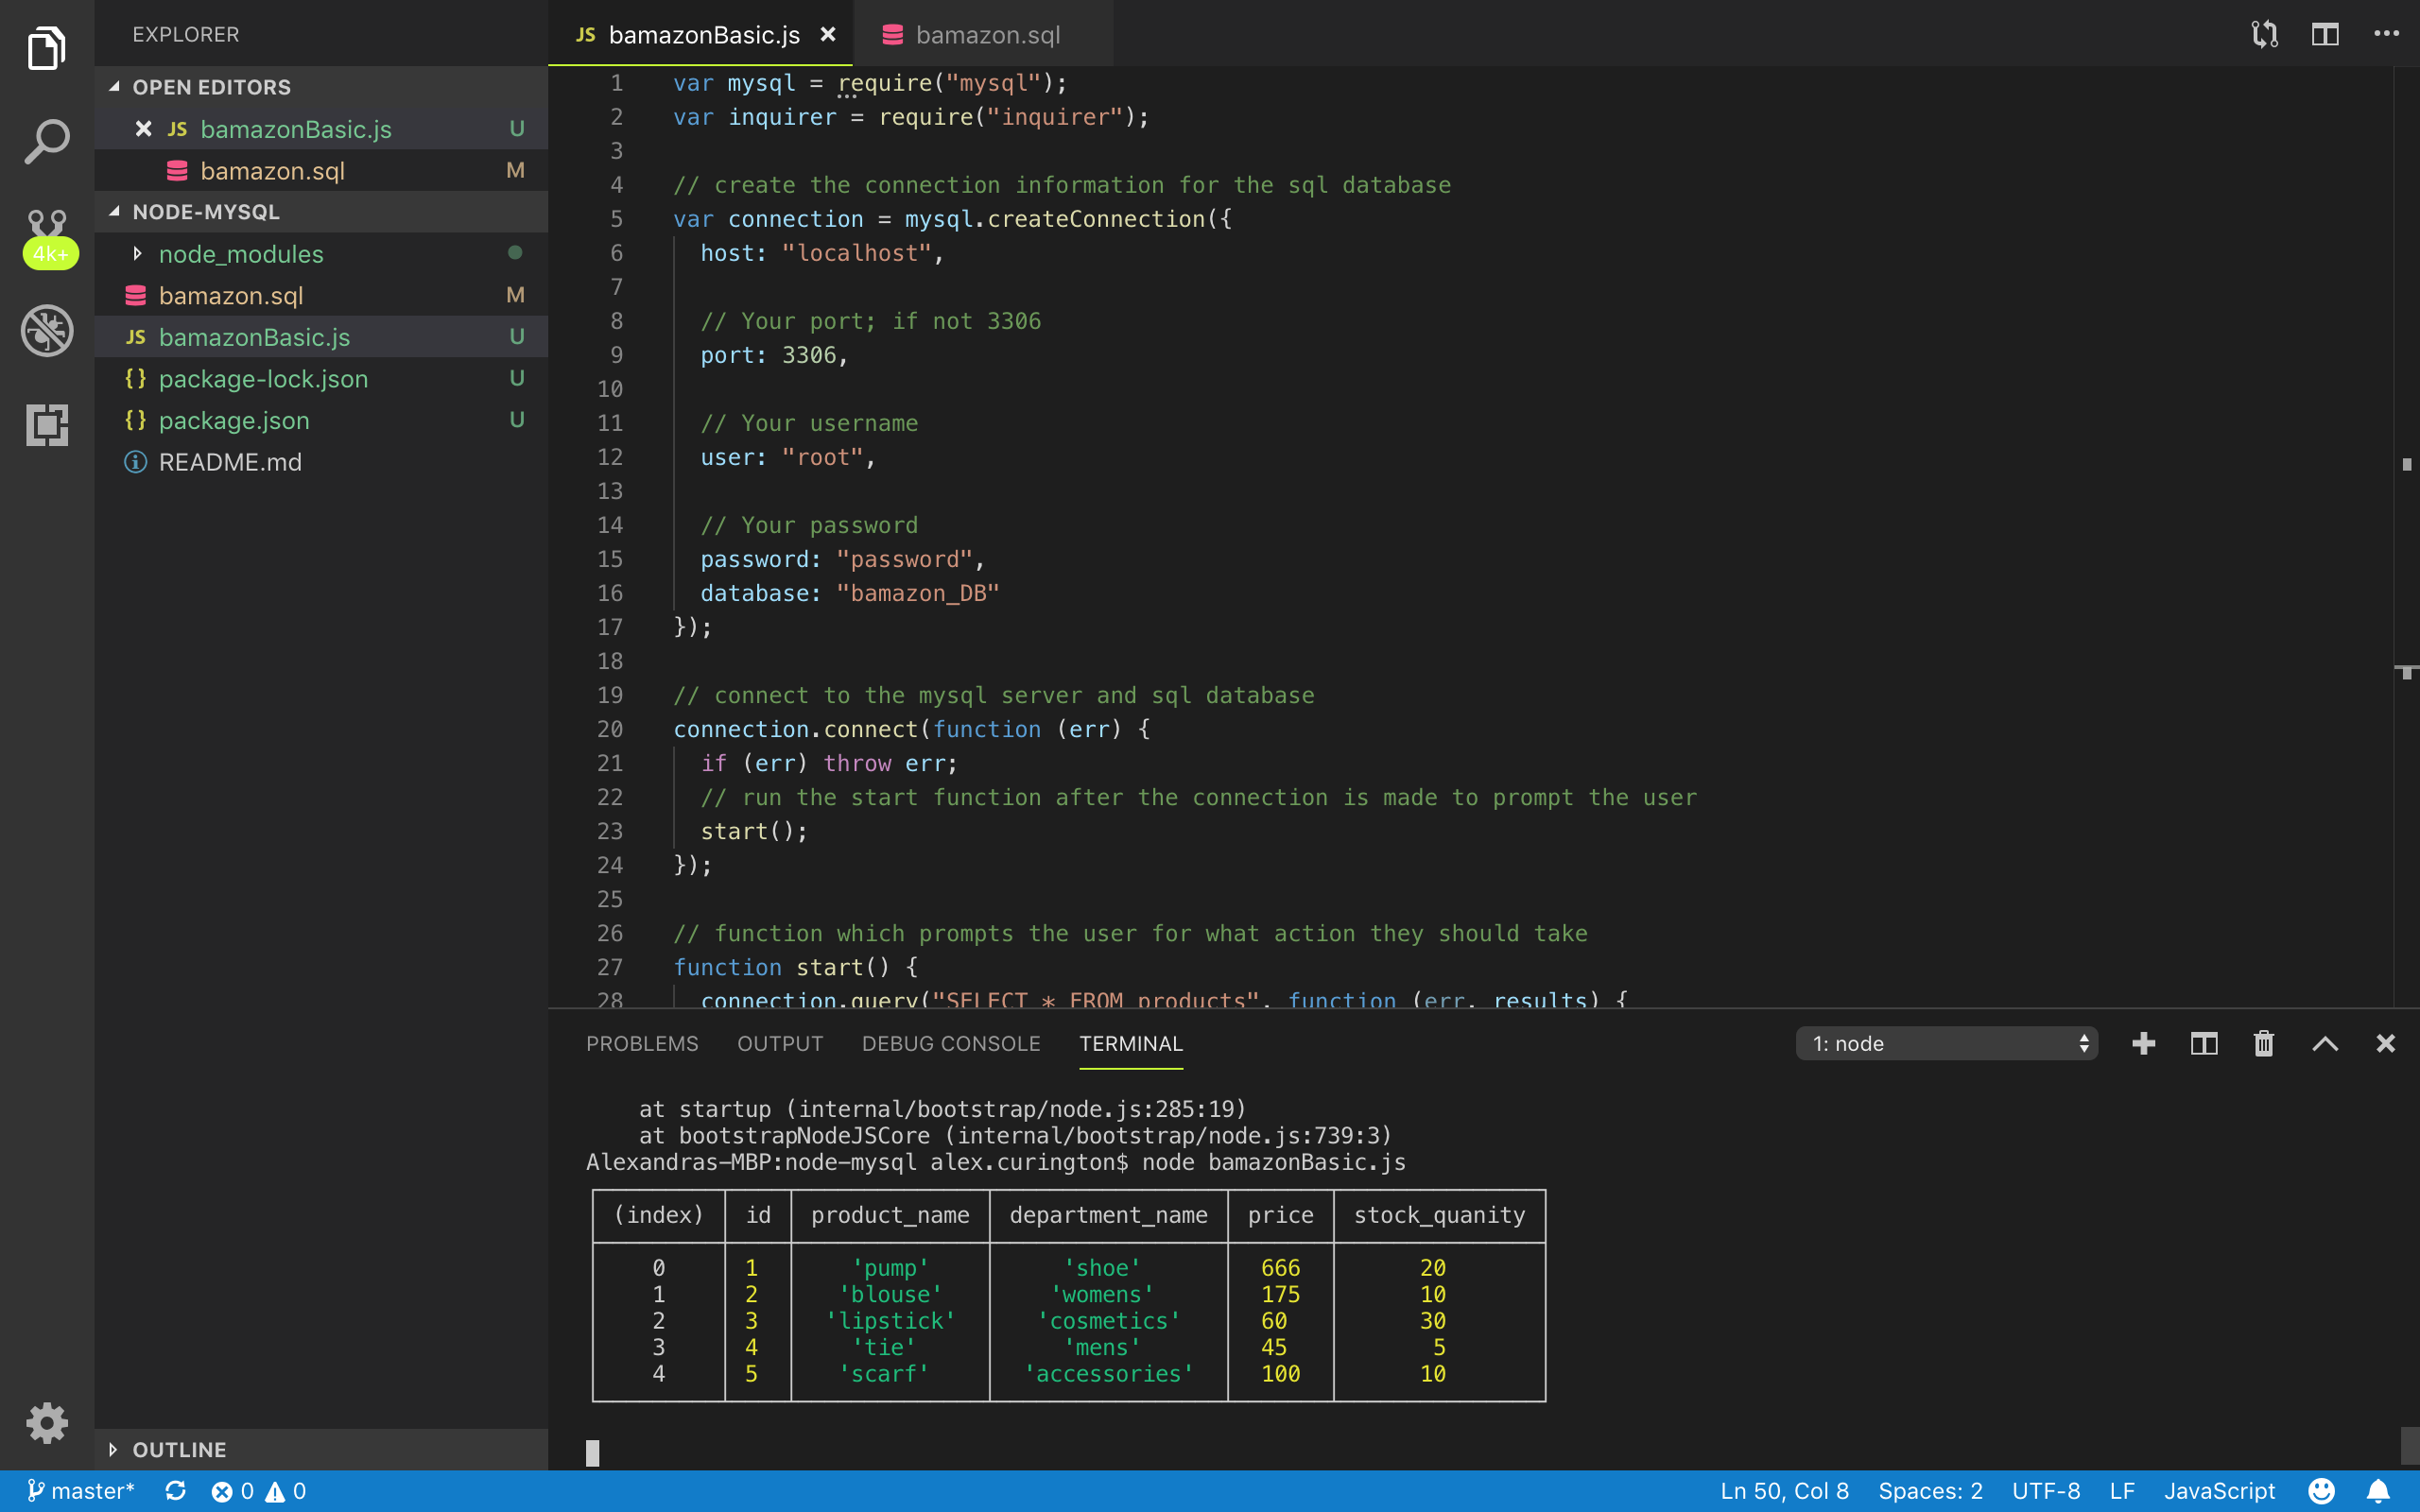 EXPLORER
OPEN EDITORS
JS bamazonBasic.js U
bamazon.sql M
NODE-MYSQL
4k+
node_modules
bamazon.sql M
JS bamazonBasic.js U
{} package-lock.json U
{} package.json U
README.md
OUTLINE
JS bamazonBasic.js
bamazon.sql
1 var mysql = require("mysql");
2 var inquirer = require("inquirer");
3
4 // create the connection information for the sql database
5 var connection = mysql.createConnection({
6 host: "localhost",
7
8 // Your port; if not 3306
9 port: 3306,
10
11 // Your username
12 user: "root",
13
14 // Your password
15 password: "password",
16 database: "bamazon_DB"
17 });
18
19 // connect to the mysql server and sql database
20 connection.connect(function (err) {
21 if (err) throw err;
22 // run the start function after the connection is made to prompt the user
23 start();
24 });
25
26 // function which prompts the user for what action they should take
27 function start() {
28 connection.query("SELECT * FROM products", function (err, results) {
PROBLEMS OUTPUT DEBUG CONSOLE TERMINAL 1: node
at startup (internal/bootstrap/node.js:285:19)
at bootstrapNodeJSCore (internal/bootstrap/node.js:739:3)
Alexandras-MBP:node-mysql alex.curington$ node bamazonBasic.js
(index) id product_name department_name price stock_quanity
0 1 'pump' 'shoe' 666 20
1 2 'blouse' 'womens' 175 10
2 3 'lipstick' 'cosmetics' 60 30
3 4 'tie' 'mens' 45 5
4 5 'scarf' 'accessories' 100 10
master* 0 0 Ln 50, Col 8 Spaces: 2 UTF-8 LF JavaScript